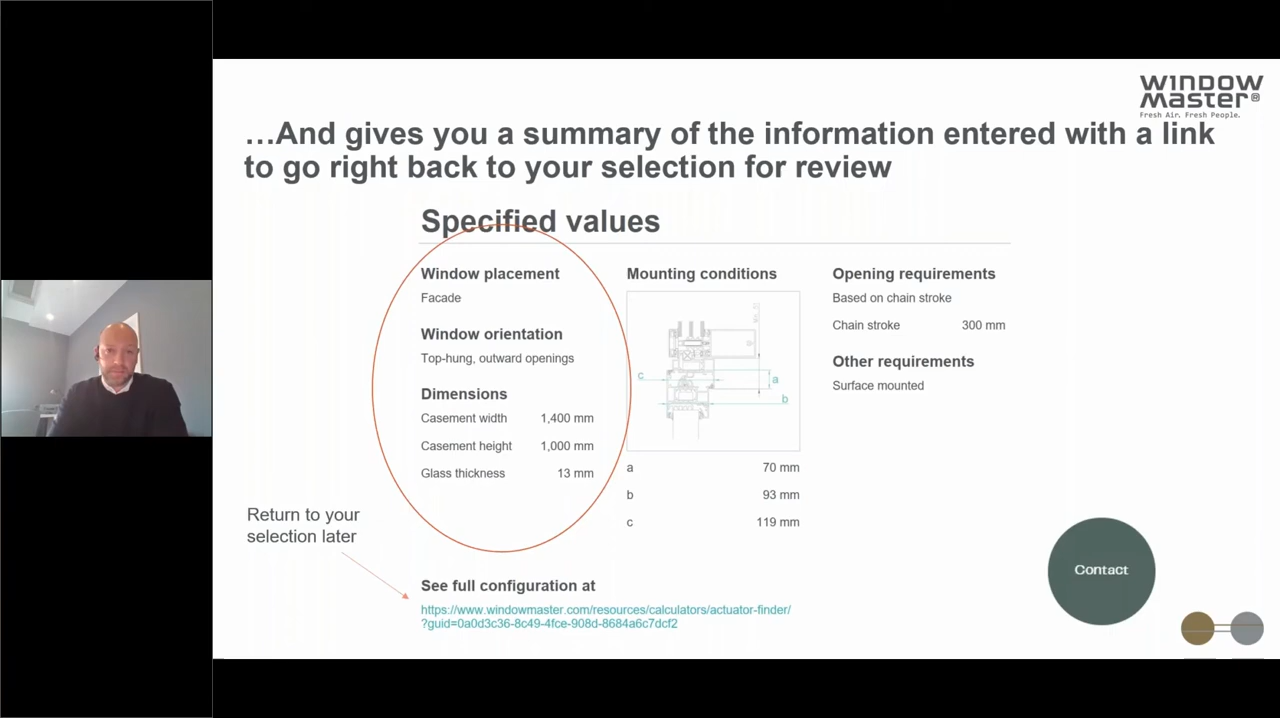 WINDOW
MASTER®
Fresh Air. Fresh People.
…And gives you a summary of the information entered with a link
to go right back to your selection for review
Specified values
Window placement
Facade
Window orientation
Top-hung, outward openings
Dimensions
Casement width 1,400 mm
Casement height 1,000 mm
Glass thickness 13 mm
Mounting conditions
c
a
b
a 70 mm
b 93 mm
c 119 mm
Opening requirements
Based on chain stroke
Chain stroke 300 mm
Other requirements
Surface mounted
Return to your
selection later
See full configuration at
https://www.windowmaster.com/resources/calculators/actuator-finder/
?guid=0a0d3c36-8c49-4fce-908d-8684a6c7dcf2
Contact